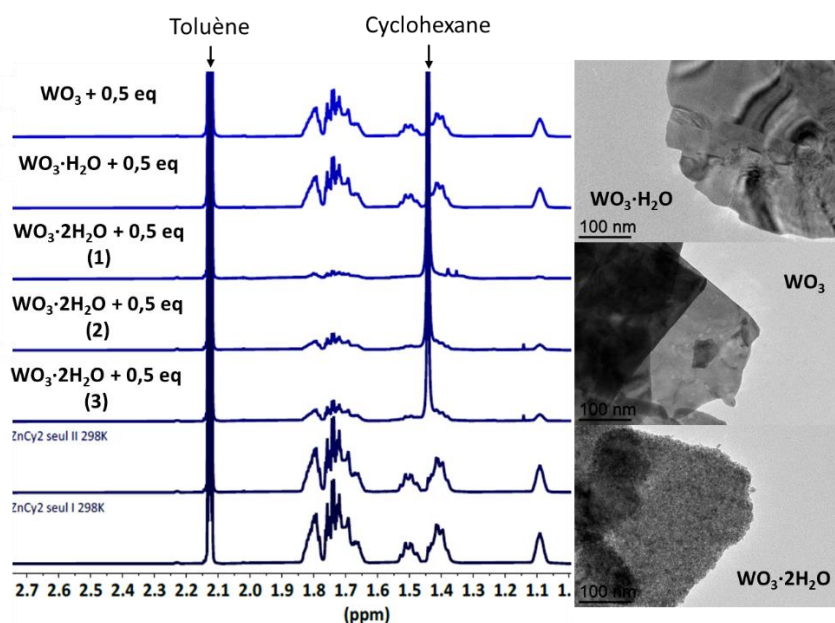 Toluène
Cyclohexane
WO₃ + 0,5 eq
WO₃·H₂O + 0,5 eq
WO₃·2H₂O + 0,5 eq
(1)
WO₃·2H₂O + 0,5 eq
(2)
WO₃·2H₂O + 0,5 eq
(3)
ZnCy2 seul II 298K
ZnCy2 seul I 298K
2.7 2.6 2.5 2.4 2.3 2.2 2.1 2.0 1.9 1.8 1.7 1.6 1.5 1.4 1.3 1.2 1.1 1.
(ppm)
WO₃·H₂O
100 nm
WO₃
100 nm
WO₃·2H₂O
100 nm